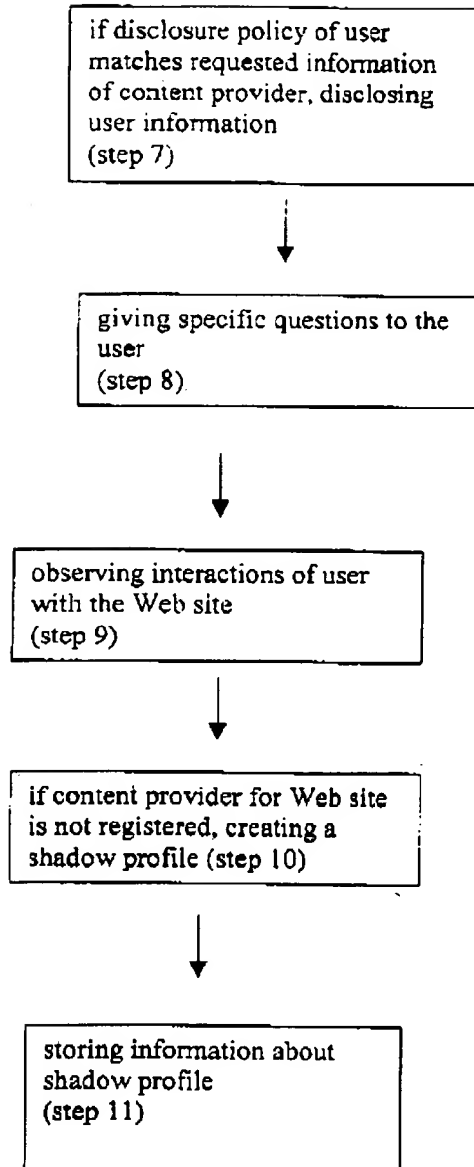 if disclosure policy of user
matches requested information
of content provider, disclosing
user information
(step 7)
giving specific questions to the
user
(step 8)
observing interactions of user
with the Web site
(step 9)
if content provider for Web site
is not registered, creating a
shadow profile (step 10)
storing information about
shadow profile
(step 11)